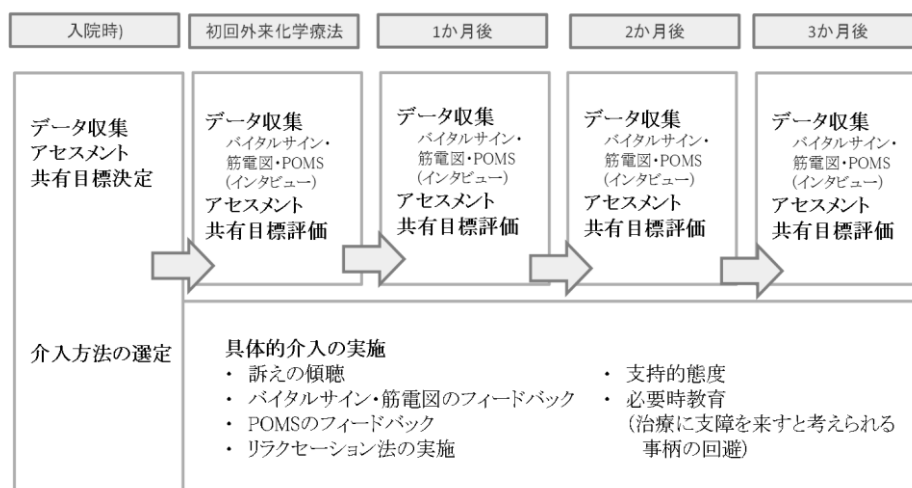 入院時)
初回外来化学療法
1か月後
2か月後
3か月後
データ収集
アセスメント
共有目標決定
データ収集
バイタルサイン・
筋電図・POMS
(インタビュー)
アセスメント
共有目標評価
データ収集
バイタルサイン・
筋電図・POMS
(インタビュー)
アセスメント
共有目標評価
データ収集
バイタルサイン・
筋電図・POMS
(インタビュー)
アセスメント
共有目標評価
データ収集
バイタルサイン・
筋電図・POMS
(インタビュー)
アセスメント
共有目標評価
介入方法の選定
具体的介入の実施
・ 訴えの傾聴
・ バイタルサイン・筋電図のフィードバック
・ POMSのフィードバック
・ リラクセーション法の実施
・ 支持的態度
・ 必要時教育
(治療に支障を来すと考えられる
事柄の回避)